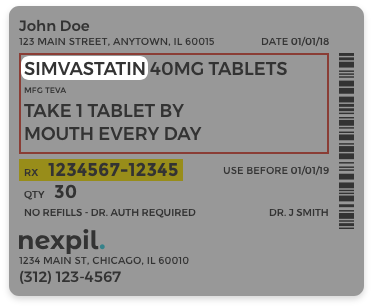 John Doe
123 MAIN STREET, ANYTOWN, IL 60015 DATE 01/01/18
SIMVASTATIN 40MG TABLETS
MFG TEVA
TAKE 1 TABLET BY
MOUTH EVERY DAY
RX 1234567-12345 USE BEFORE 01/01/19
QTY 30
NO REFILLS - DR. AUTH REQUIRED DR. J SMITH
nexpil.
1234 MAIN ST, CHICAGO, IL 60010
(312) 123-4567